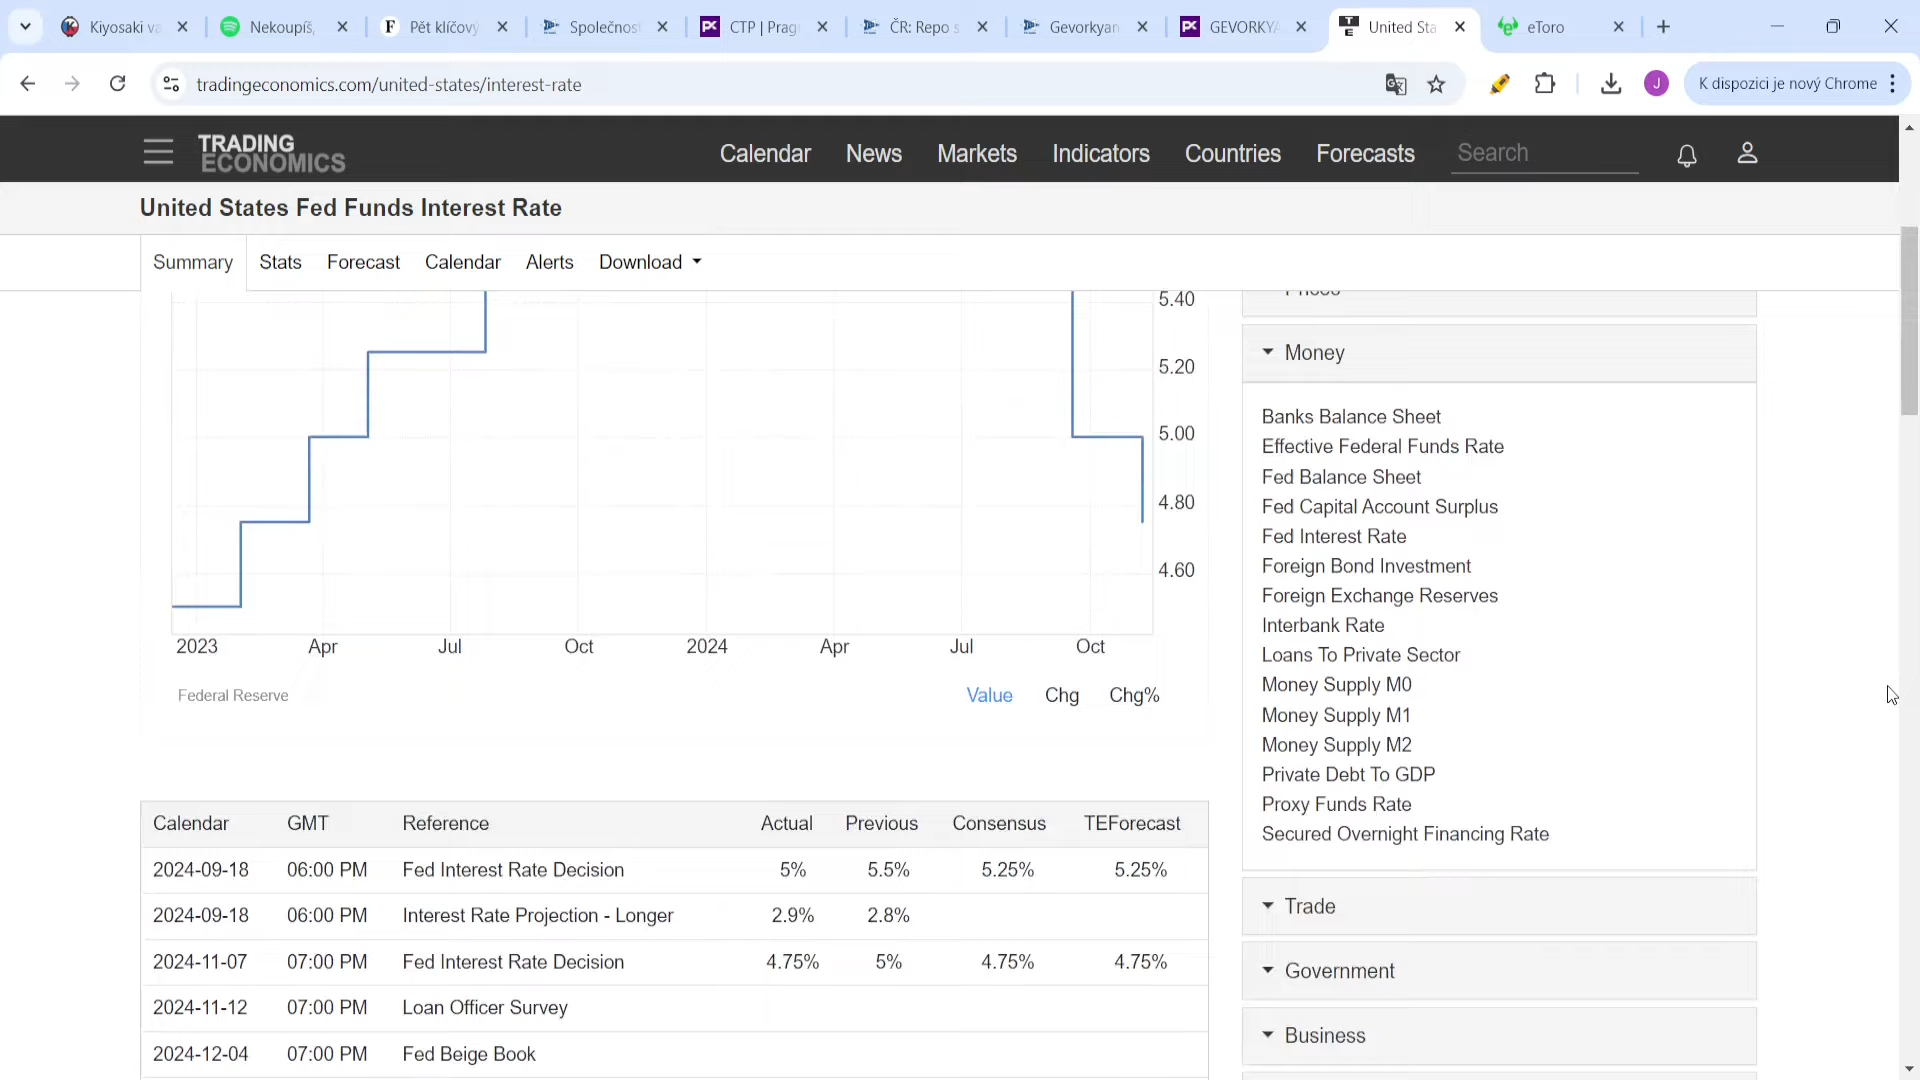 Kiyosaki va
Nekoupíš,
Pět klíčový
Společnost
CTP | Prag
ČR: Repo s
Gevorkyan
GEVORKYA
United Sta
eToro
tradingeconomics.com/united-states/interest-rate
J
K dispozici je nový Chrome
TRADING
ECONOMICS
Calendar
News
Markets
Indicators
Countries
Forecasts
Search
United States Fed Funds Interest Rate
Summary
Stats
Forecast
Calendar
Alerts
Download
5.40
5.20
5.00
4.80
4.60
2023
Apr
Jul
Oct
2024
Apr
Jul
Oct
Federal Reserve
Value
Chg
Chg%
Calendar GMT Reference Actual Previous Consensus TEForecast
2024-09-18 06:00 PM Fed Interest Rate Decision 5% 5.5% 5.25% 5.25%
2024-09-18 06:00 PM Interest Rate Projection - Longer 2.9% 2.8%
2024-11-07 07:00 PM Fed Interest Rate Decision 4.75% 5% 4.75% 4.75%
2024-11-12 07:00 PM Loan Officer Survey
2024-12-04 07:00 PM Fed Beige Book
Prices
Money
Banks Balance Sheet
Effective Federal Funds Rate
Fed Balance Sheet
Fed Capital Account Surplus
Fed Interest Rate
Foreign Bond Investment
Foreign Exchange Reserves
Interbank Rate
Loans To Private Sector
Money Supply M0
Money Supply M1
Money Supply M2
Private Debt To GDP
Proxy Funds Rate
Secured Overnight Financing Rate
Trade
Government
Business